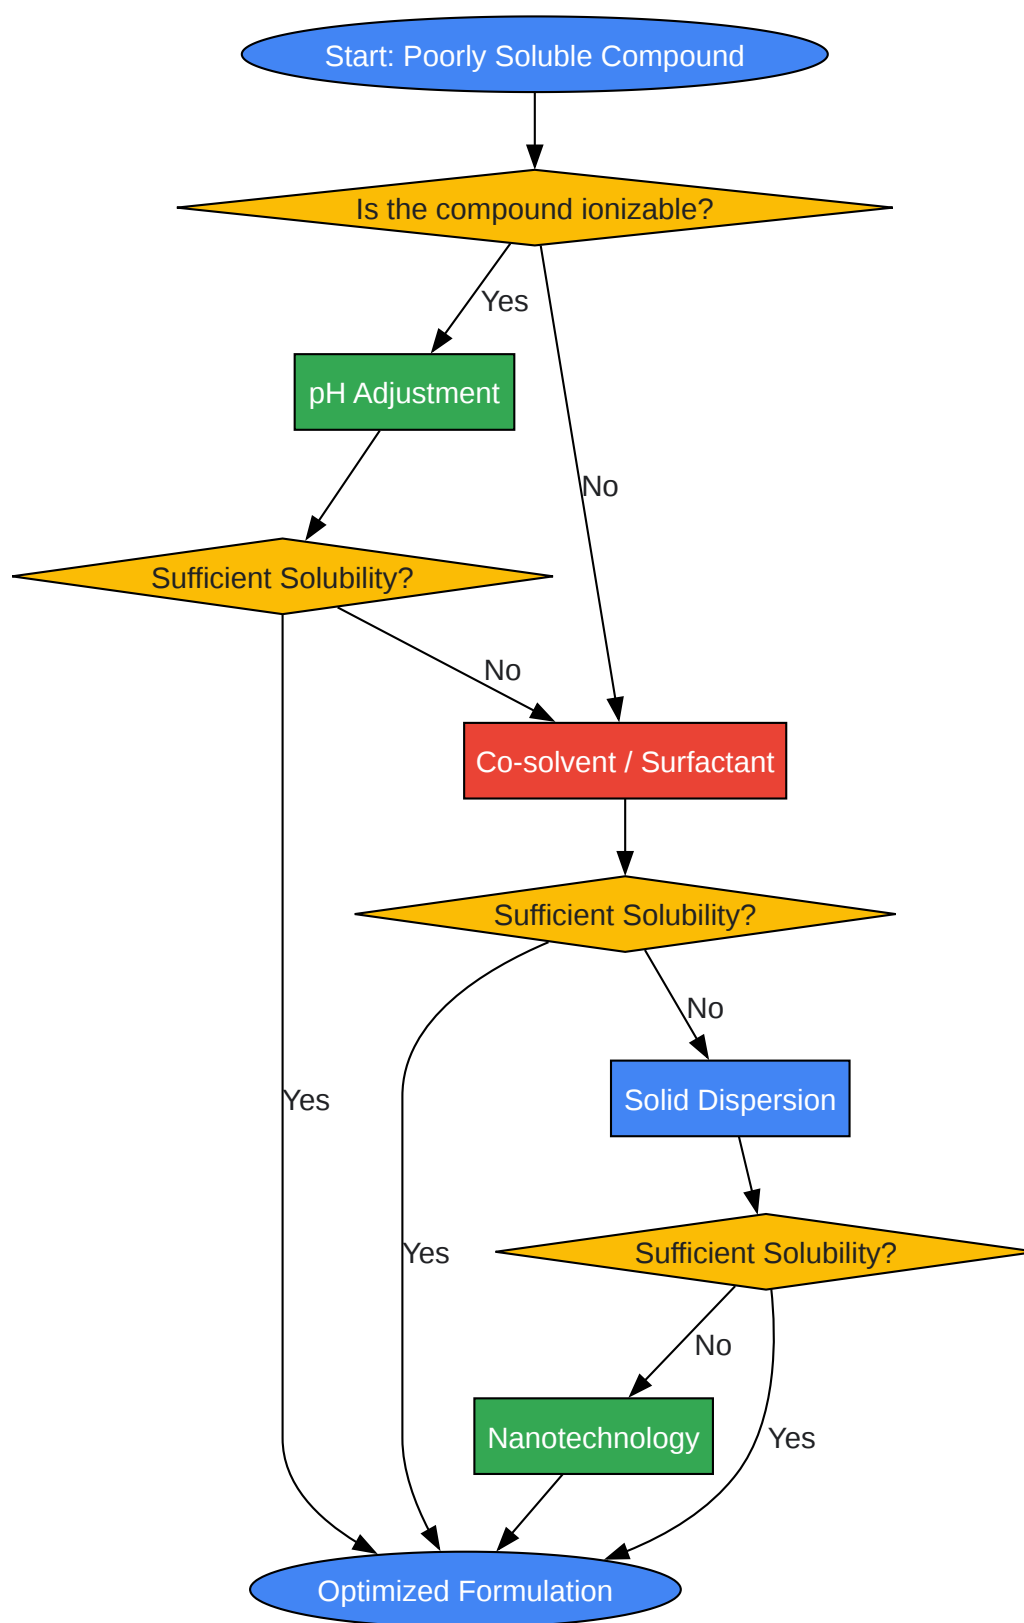 Start: Poorly Soluble Compound
Is the compound ionizable?
Yes
pH Adjustment
No
Sufficient Solubility?
No
Co-solvent / Surfactant
Sufficient Solubility?
No
Solid Dispersion
Yes
Yes
Sufficient Solubility?
No
Nanotechnology
Yes
Optimized Formulation